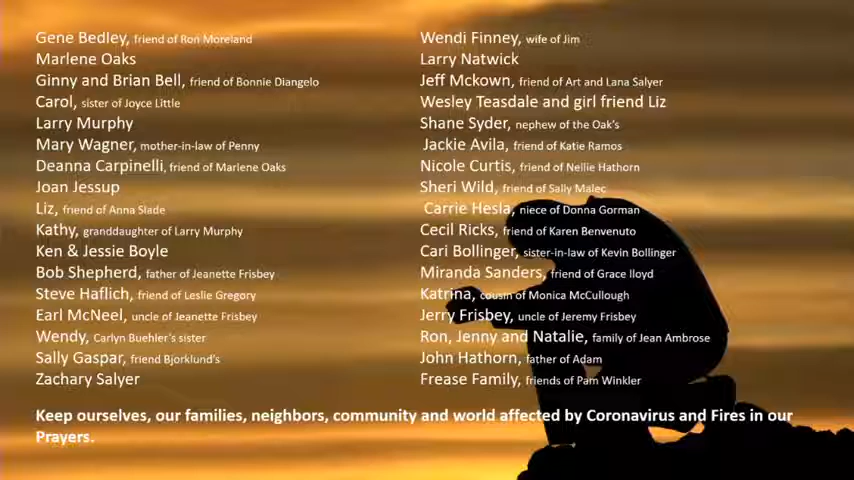 Gene Bedley, friend of Ron Moreland
Marlene Oaks
Ginny and Brian Bell, friend of Bonnie Diangelo
Carol, sister of Joyce Little
Larry Murphy
Mary Wagner, mother-in-law of Penny
Deanna Carpinelli, friend of Marlene Oaks
Joan Jessup
Liz, friend of Anna Slade
Kathy, granddaughter of Larry Murphy
Ken & Jessie Boyle
Bob Shepherd, father of Jeanette Frisbey
Steve Haflich, friend of Leslie Gregory
Earl McNeel, uncle of Jeanette Frisbey
Wendy, Carlyn Buehler's sister
Sally Gaspar, friend Bjorklund's
Zachary Salyer
Wendi Finney, wife of Jim
Larry Natwick
Jeff Mckown, friend of Art and Lana Salyer
Wesley Teasdale and girl friend Liz
Shane Syder, nephew of the Oak's
Jackie Avila, friend of Katie Ramos
Nicole Curtis, friend of Nellie Hathorn
Sheri Wild, friend of Sally Malec
Carrie Hesla, niece of Donna Gorman
Cecil Ricks, friend of Karen Benvenuto
Cari Bollinger, sister-in-law of Kevin Bollinger
Miranda Sanders, friend of Grace lloyd
Katrina, cousin of Monica McCullough
Jerry Frisbey, uncle of Jeremy Frisbey
Ron, Jenny and Natalie, family of Jean Ambrose
John Hathorn, father of Adam
Frease Family, friends of Pam Winkler
Keep ourselves, our families, neighbors, community and world affected by Coronavirus and Fires in our
Prayers.